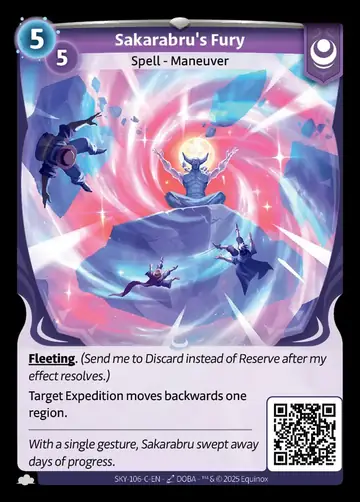 5
5
Sakarabru's Fury
Spell - Maneuver
Fleeting. (Send me to Discard instead of Reserve after my
effect resolves.)
Target Expedition moves backwards one
region.
With a single gesture, Sakarabru swept away
days of progress.
SKY-106-C-EN - DOBA - ™ & © 2025 Equinox